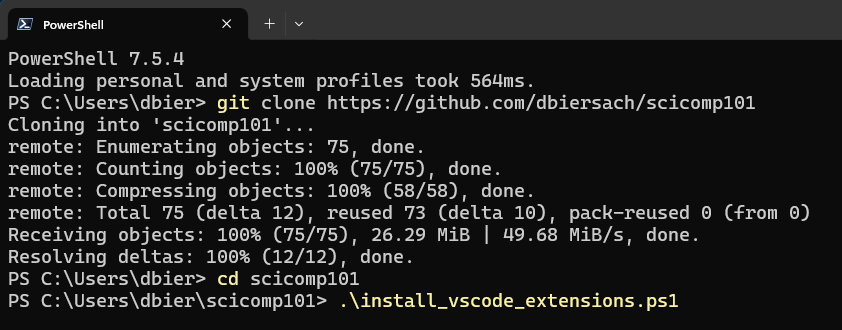 PowerShell
PowerShell 7.5.4
Loading personal and system profiles took 564ms.
PS C:\Users\dbier> git clone https://github.com/dbiersach/scicomp101
Cloning into 'scicomp101'...
remote: Enumerating objects: 75, done.
remote: Counting objects: 100% (75/75), done.
remote: Compressing objects: 100% (58/58), done.
remote: Total 75 (delta 12), reused 73 (delta 10), pack-reused 0 (from 0)
Receiving objects: 100% (75/75), 26.29 MiB | 49.68 MiB/s, done.
Resolving deltas: 100% (12/12), done.
PS C:\Users\dbier> cd scicomp101
PS C:\Users\dbier\scicomp101> .\install_vscode_extensions.ps1